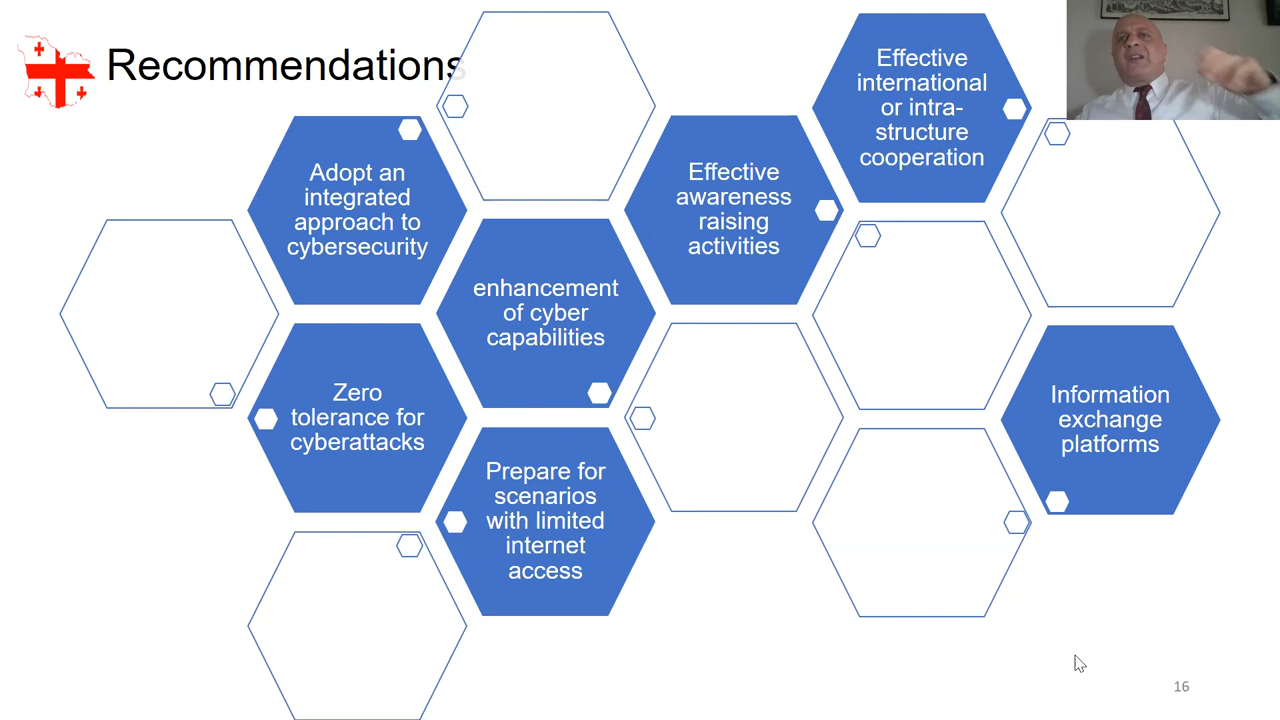 Recommendations
Effective
international
or intra-
structure
cooperation
Adopt an
integrated
approach to
cybersecurity
Effective
awareness
raising
activities
enhancement
of cyber
capabilities
Zero
tolerance for
cyberattacks
Information
exchange
platforms
Prepare for
scenarios
with limited
internet
access
16